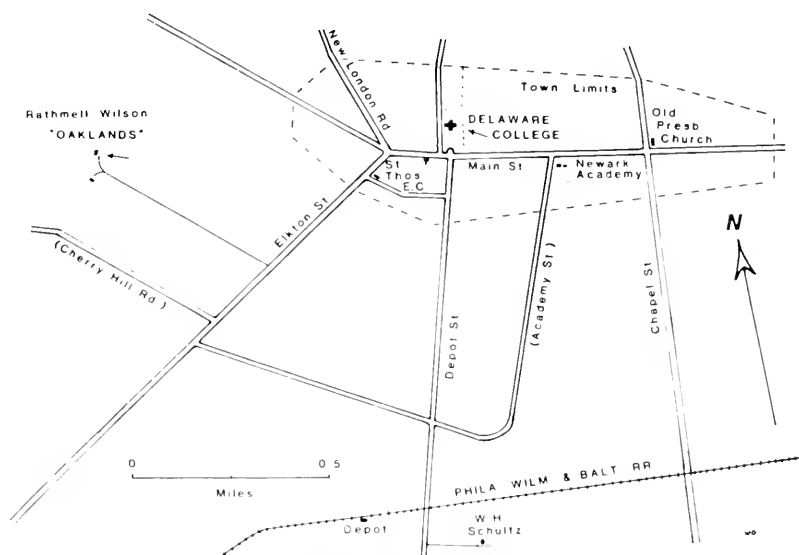 New London Rd
Town Limits
Rathmell Wilson
"OAKLANDS"
DELAWARE
COLLEGE
Old
Presb
Church
St
Thos
E.C
Main St
Newark
Academy
Elkton St
(Cherry Hill Rd)
N
Depot St
(Academy St)
Chapel St
0 0 5
Miles
PHILA WILM & BALT RR
Depot
W H
Schultz